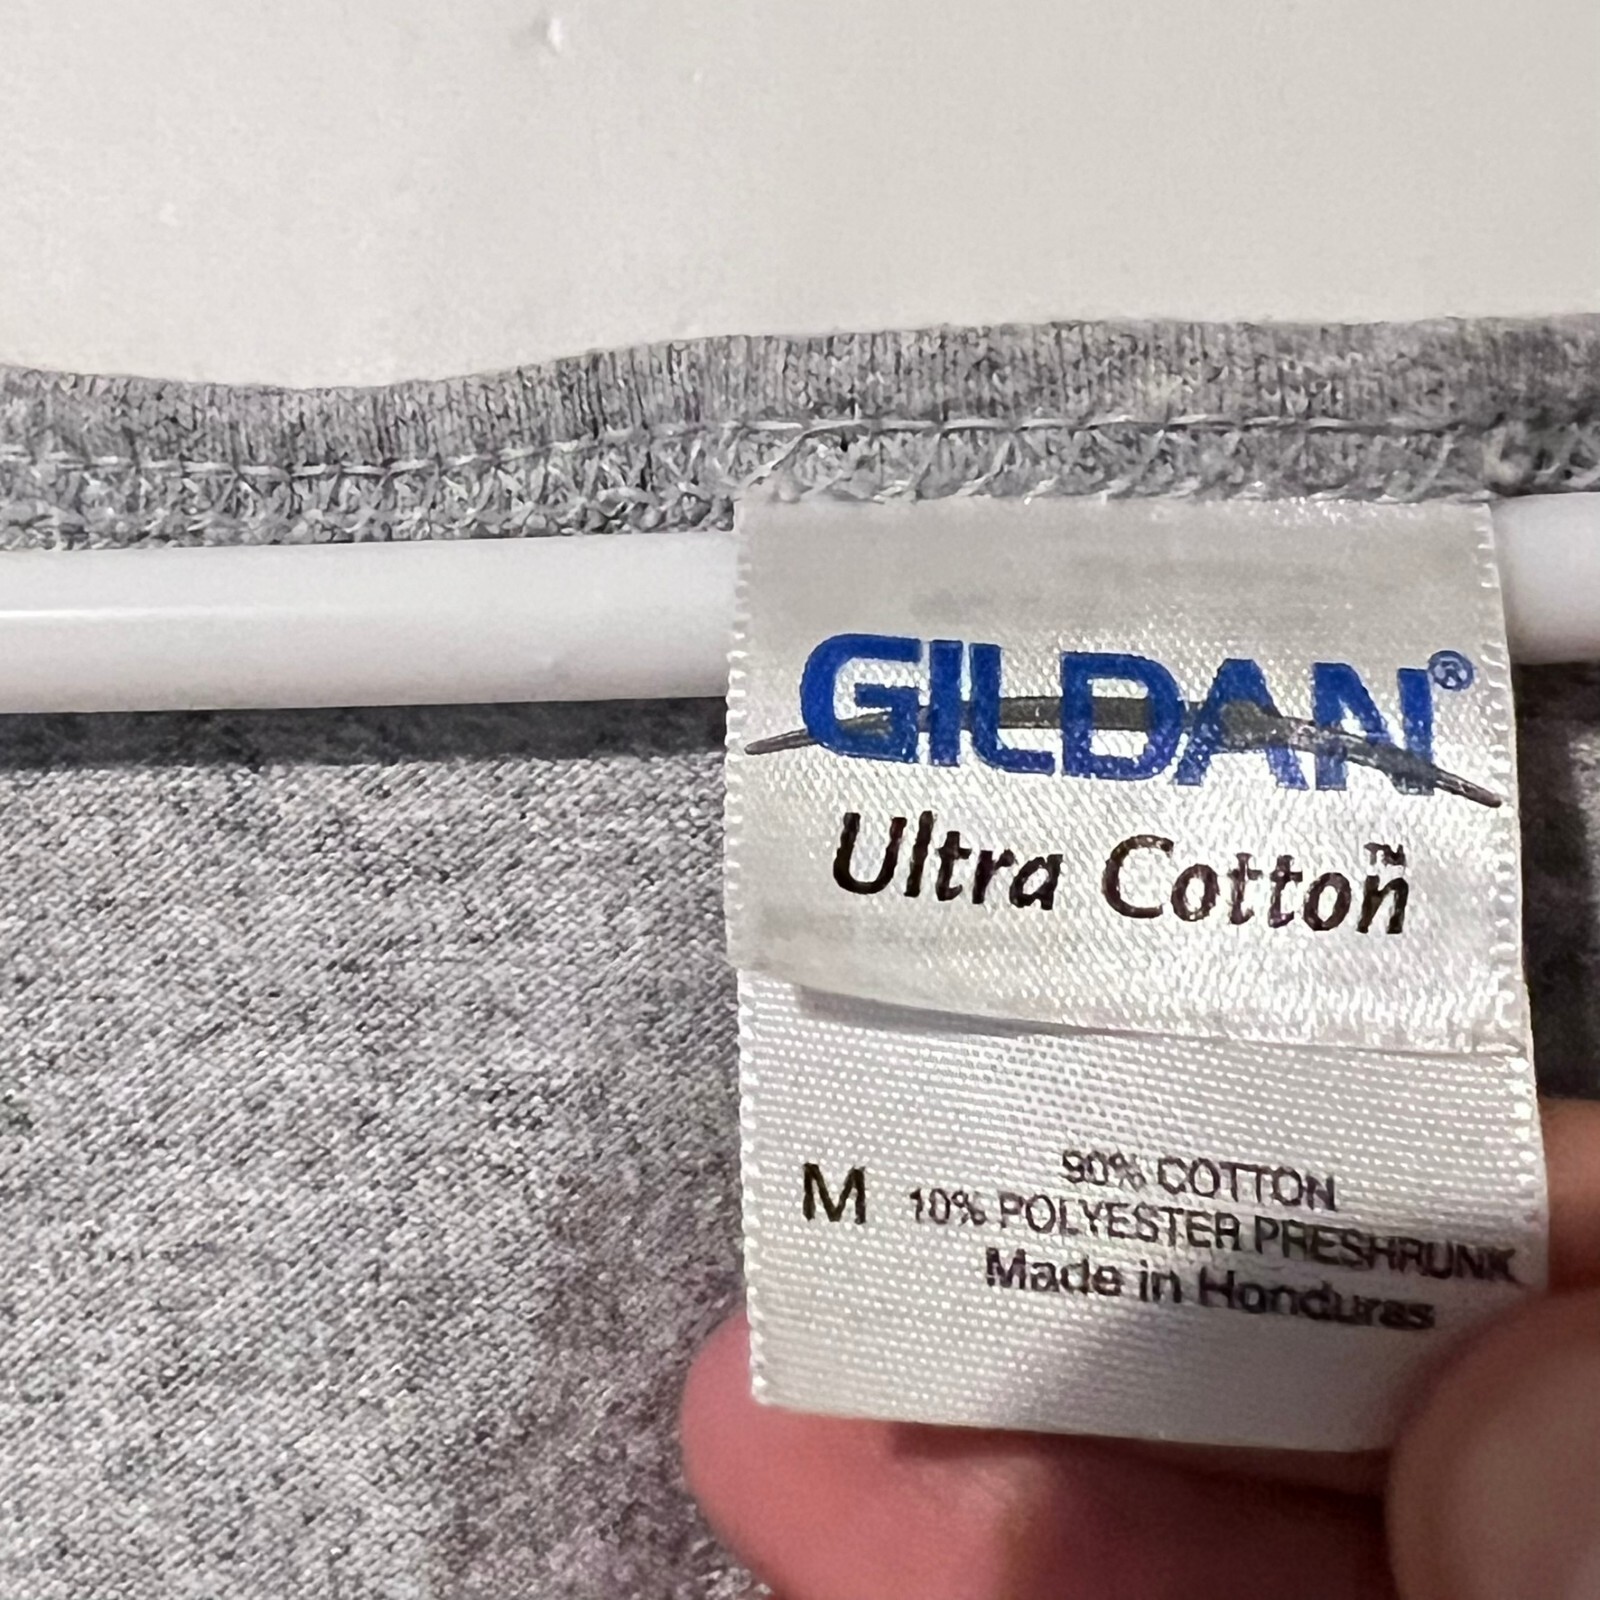 GILDAN®
Ultra Cotton™
90% COTTON
M 10% POLYESTER PRESHRUNK
Made in Honduras